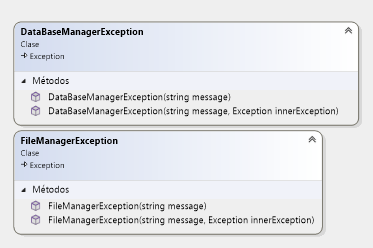 DataBaseManagerException
Clase
Exception
Métodos
DataBaseManagerException(string message)
DataBaseManagerException(string message, Exception innerException)
FileManagerException
Clase
Exception
Métodos
FileManagerException(string message)
FileManagerException(string message, Exception innerException)